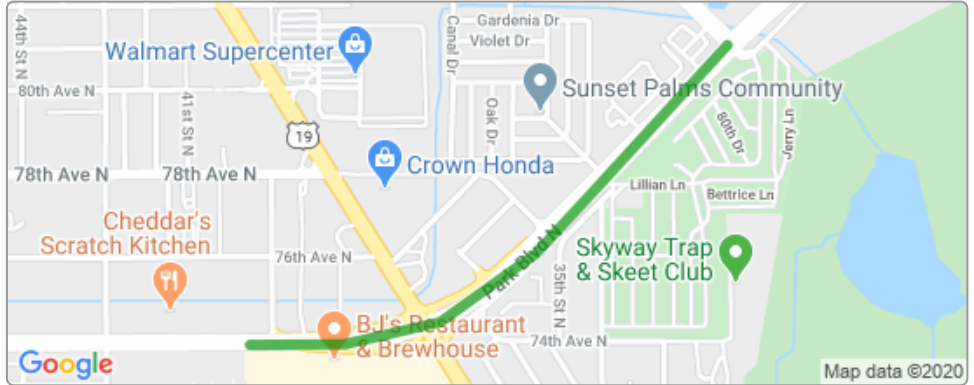 44th St N
Walmart Supercenter
80th Ave N
41st St N
19
78th Ave N
78th Ave N
Crown Honda
Cheddar's
Scratch Kitchen
76th Ave N
Canal Dr
Gardenia Dr
Violet Dr
Oak Dr
Sunset Palms Community
80th Dr
Jerry Ln
Lillian Ln
Bettrice Ln
Park Blvd N
35th St N
Skyway Trap
& Skeet Club
BJ's Restaurant
& Brewhouse
74th Ave N
Google
Map data ©2020